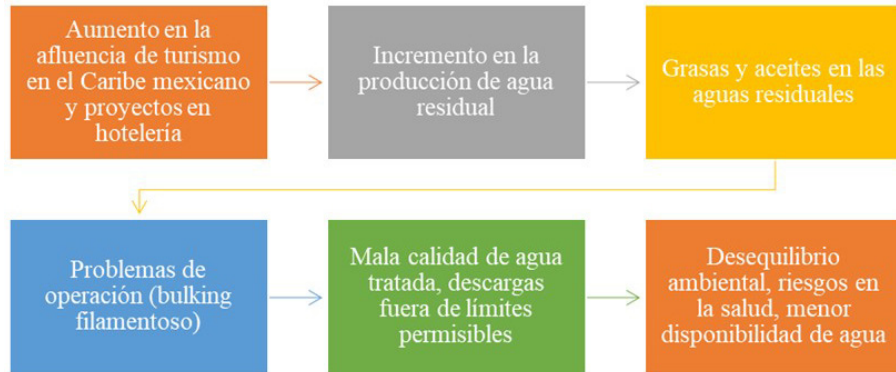 Aumento en la
afluencia de turismo
en el Caribe mexicano
y proyectos en
hotelería
Incremento en la
producción de agua
residual
Grasas y aceites en las
aguas residuales
Problemas de
operación (bulking
filamentoso)
Mala calidad de agua
tratada, descargas
fuera de límites
permisibles
Desequilibrio
ambiental, riesgos en
la salud, menor
disponibilidad de agua